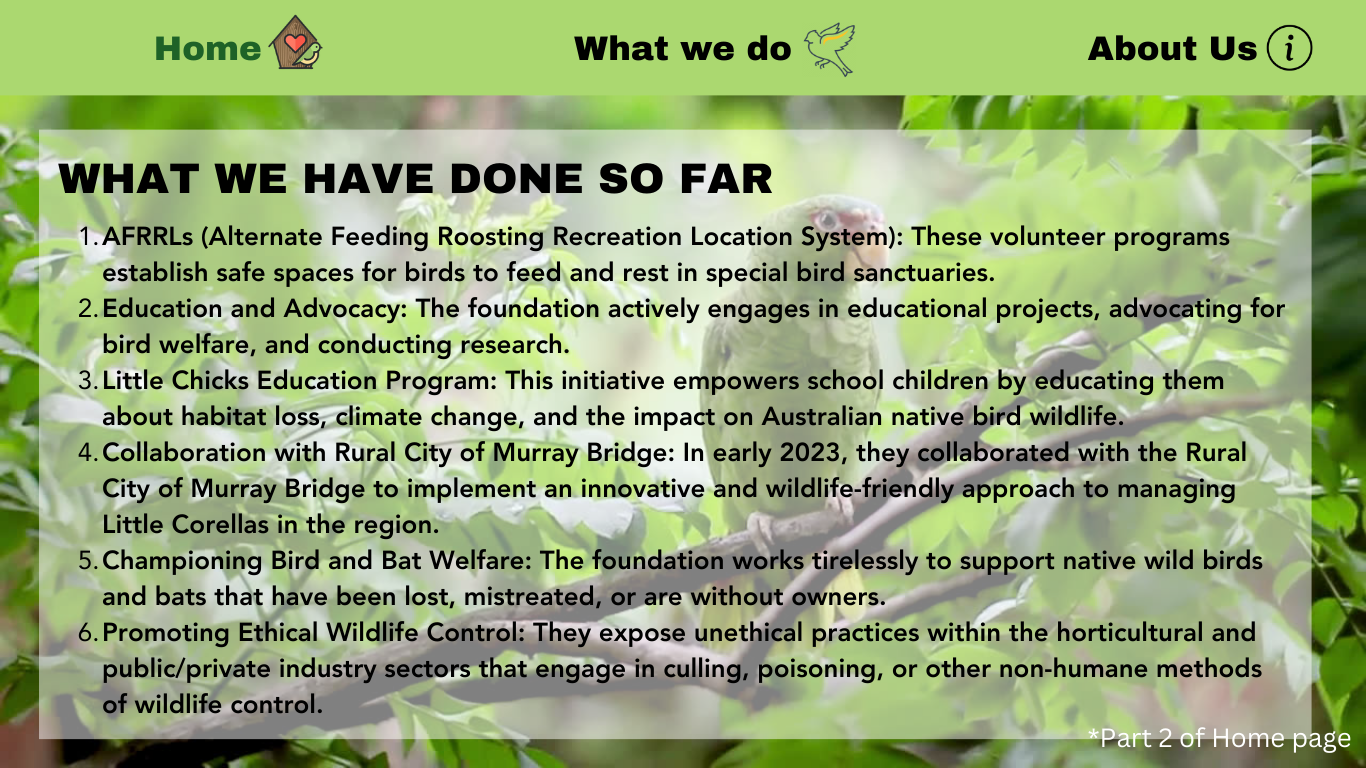 Home
What we do
About Us
i
WHAT WE HAVE DONE SO FAR
1. AFRRLs (Alternate Feeding Roosting Recreation Location System): These volunteer programs
establish safe spaces for birds to feed and rest in special bird sanctuaries.
2. Education and Advocacy: The foundation actively engages in educational projects, advocating for
bird welfare, and conducting research.
3. Little Chicks Education Program: This initiative empowers school children by educating them
about habitat loss, climate change, and the impact on Australian native bird wildlife.
4. Collaboration with Rural City of Murray Bridge: In early 2023, they collaborated with the Rural
City of Murray Bridge to implement an innovative and wildlife-friendly approach to managing
Little Corellas in the region.
5. Championing Bird and Bat Welfare: The foundation works tirelessly to support native wild birds
and bats that have been lost, mistreated, or are without owners.
6. Promoting Ethical Wildlife Control: They expose unethical practices within the horticultural and
public/private industry sectors that engage in culling, poisoning, or other non-humane methods
of wildlife control.
*Part 2 of Home page